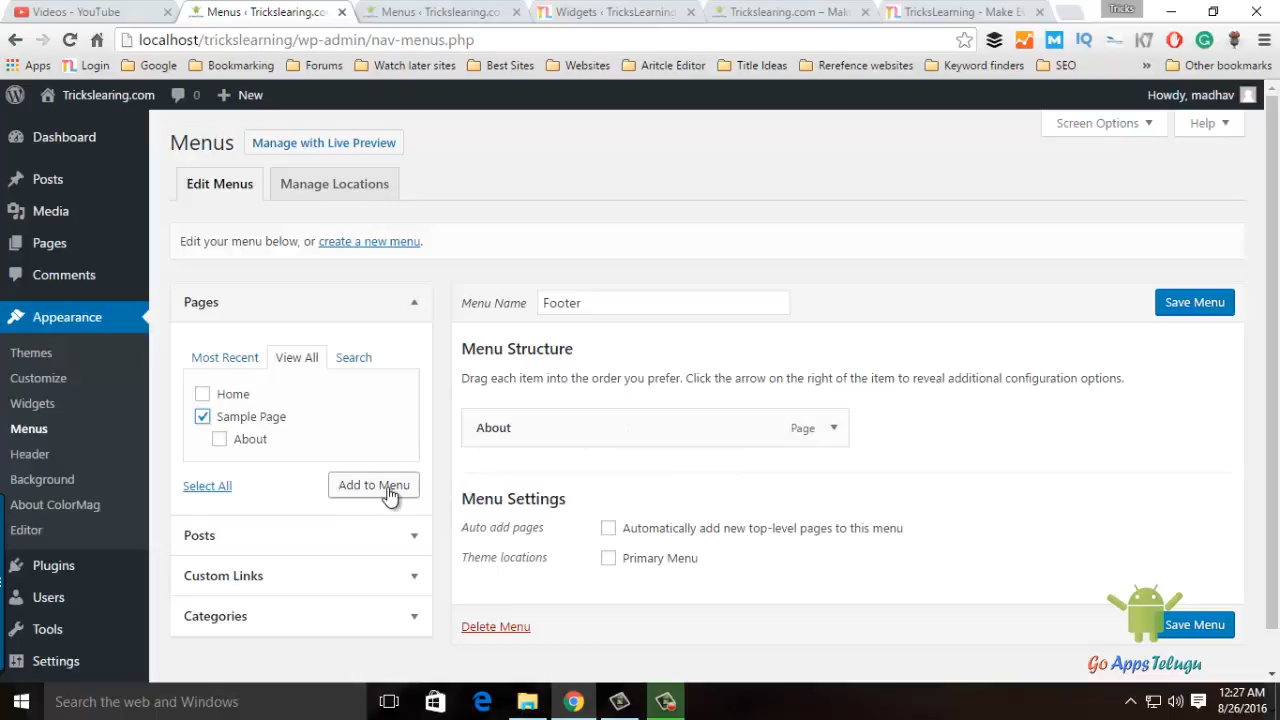 Videos - YouTube
Menus ‹ Trickslearing.co
Menus ‹ Trickslearing.co
Widgets ‹ TricksLearning
Trickslearing.com – Ma
TricksLearning - Make E
Tricks
localhost/trickslearning/wp-admin/nav-menus.php
Apps
Login
Google
Bookmarking
Forums
Watch later sites
Best Sites
Websites
Aritcle Editor
Title Ideas
Rerefence websites
Keyword finders
SEO
»
Other bookmarks
Trickslearing.com
0
New
Howdy, madhav
Dashboard
Posts
Media
Pages
Comments
Appearance
Themes
Customize
Widgets
Menus
Header
Background
About ColorMag
Editor
Plugins
Users
Tools
Settings
Screen Options
Help
Menus
Manage with Live Preview
Edit Menus
Manage Locations
Edit your menu below, or create a new menu.
Pages
Most Recent
View All
Search
Home
Sample Page
About
Select All
Add to Menu
Posts
Custom Links
Categories
Menu Name
Footer
Save Menu
Menu Structure
Drag each item into the order you prefer. Click the arrow on the right of the item to reveal additional configuration options.
About
Page
Menu Settings
Auto add pages
Automatically add new top-level pages to this menu
Theme locations
Primary Menu
Delete Menu
Save Menu
Go Apps Telugu
Search the web and Windows
12:27 AM
8/26/2016